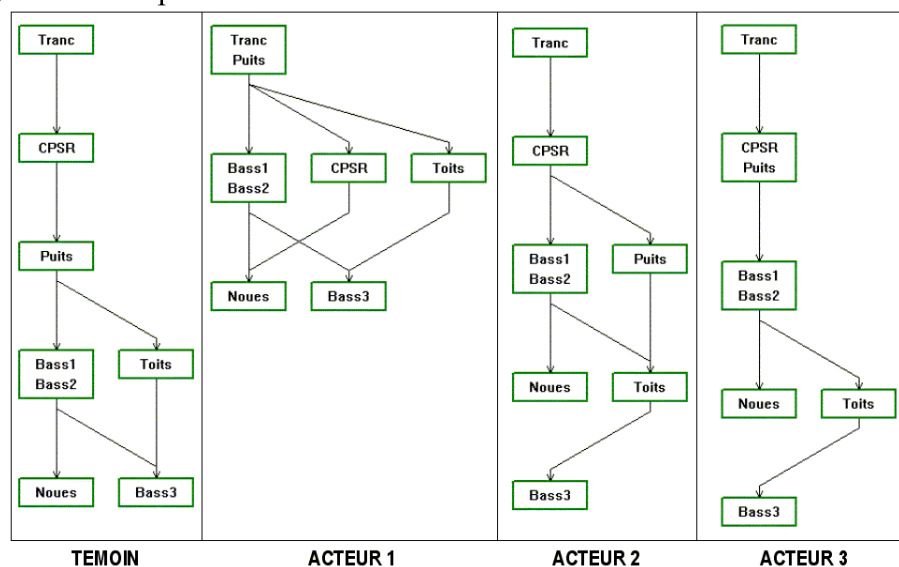 Tranc
CPSR
Puits
Bass1
Bass2
Toits
Noues
Bass3
TEMOIN
Tranc
Puits
Bass1
Bass2
CPSR
Toits
Noues
Bass3
ACTEUR 1
Tranc
CPSR
Bass1
Bass2
Puits
Noues
Toits
Bass3
ACTEUR 2
Tranc
CPSR
Puits
Bass1
Bass2
Noues
Toits
Bass3
ACTEUR 3